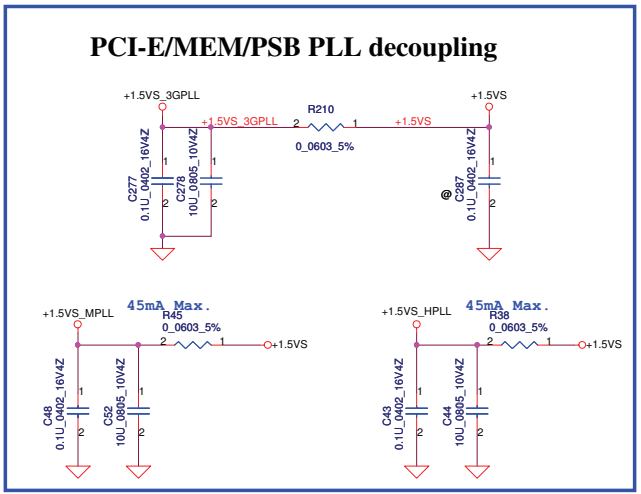 PCI-E/MEM/PSB PLL decoupling
+1.5VS_3GPLL
R210
+1.5VS
+1.5VS_3GPLL
2
1
+1.5VS
0_0603_5%
C277
0.1U_0402_16V4Z
1
2
C278
10U_0805_10V4Z
1
2
@
C287
0.1U_0402_16V4Z
1
2
45mA Max.
+1.5VS_MPLL
R45
0_0603_5%
2
1
+1.5VS
C48
0.1U_0402_16V4Z
1
2
C52
10U_0805_10V4Z
1
2
45mA Max.
+1.5VS_HPLL
R38
0_0603_5%
2
1
+1.5VS
C43
0.1U_0402_16V4Z
1
2
C44
10U_0805_10V4Z
1
2